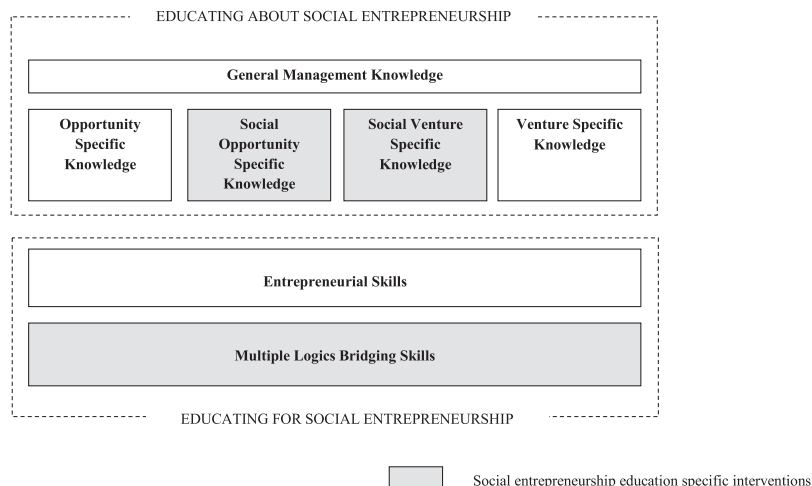 EDUCATING ABOUT SOCIAL ENTREPRENEURSHIP
General Management Knowledge
Opportunity
Specific
Knowledge
Social
Opportunity
Specific
Knowledge
Social Venture
Specific
Knowledge
Venture Specific
Knowledge
Entrepreneurial Skills
Multiple Logics Bridging Skills
EDUCATING FOR SOCIAL ENTREPRENEURSHIP
Social entrepreneurship education specific interventions